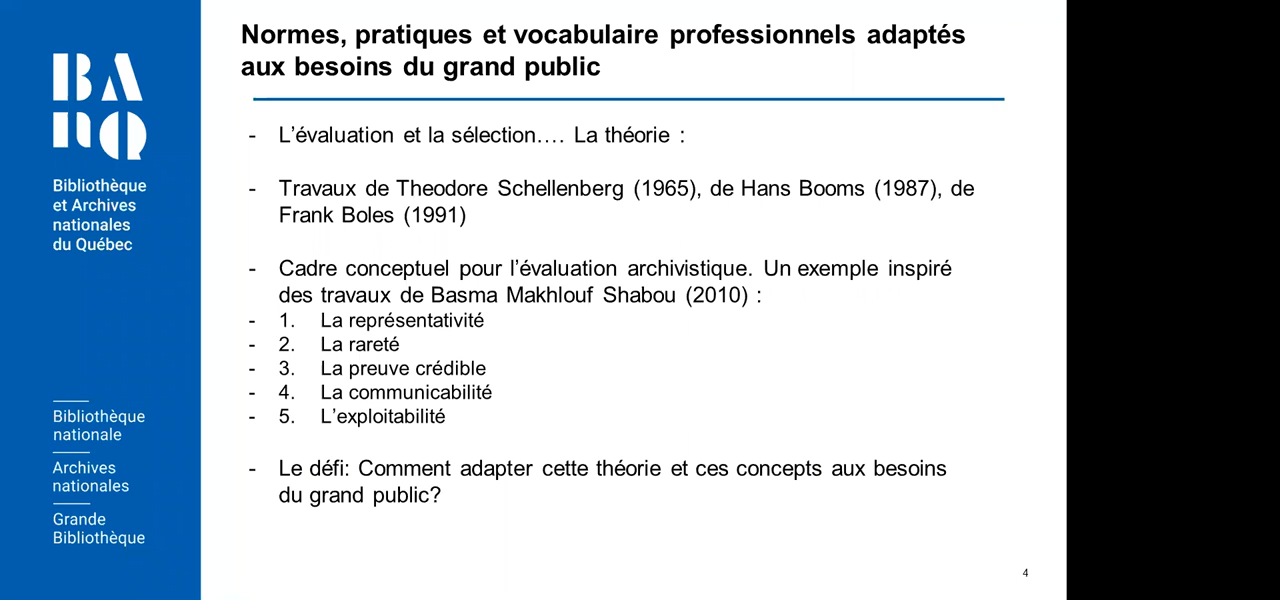 BA
nQ
Bibliothèque
et Archives
nationales
du Québec
Bibliothèque
nationale
Archives
nationales
Grande
Bibliothèque
Normes, pratiques et vocabulaire professionnels adaptés
aux besoins du grand public
- L’évaluation et la sélection…. La théorie :
- Travaux de Theodore Schellenberg (1965), de Hans Booms (1987), de
Frank Boles (1991)
- Cadre conceptuel pour l’évaluation archivistique. Un exemple inspiré
des travaux de Basma Makhlouf Shabou (2010) :
- 1. La représentativité
- 2. La rareté
- 3. La preuve crédible
- 4. La communicabilité
- 5. L’exploitabilité
- Le défi: Comment adapter cette théorie et ces concepts aux besoins
du grand public?
4